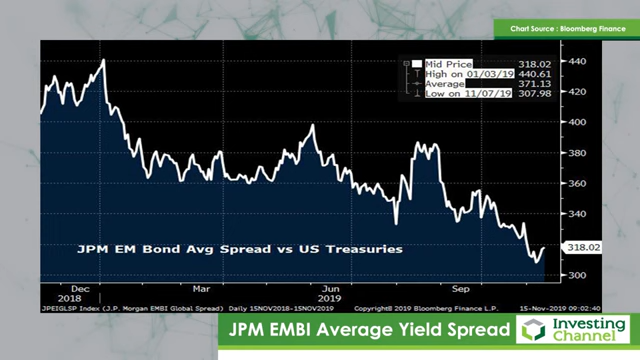 Chart Source : Bloomberg Finance
Mid Price 318.02
High on 01/03/19 440.61
Average 371.13
Low on 11/07/19 307.98
440
420
400
380
360
340
318.02
300
JPM EM Bond Avg Spread vs US Treasuries
Dec Mar Jun Sep
2018 2019
JPEIGLSP Index (J.P. Morgan EMBI Global Spread) Daily 15NOV2018-15NOV2019 Copyright© 2019 Bloomberg Finance L.P. 15-Nov-2019 09:02:40
JPM EMBI Average Yield Spread
Investing
Channel